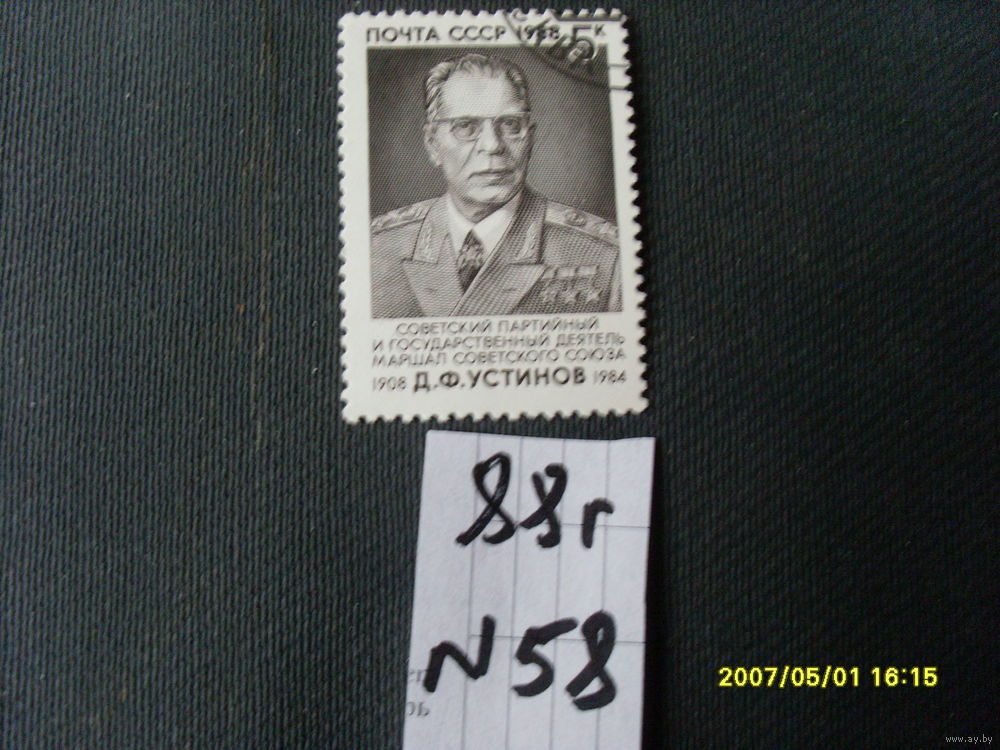 ПОЧТА СССР 1988 5К
СОВЕТСКИЙ ПАРТИЙНЫЙ
И ГОСУДАРСТВЕННЫЙ ДЕЯТЕЛЬ
МАРШАЛ СОВЕТСКОГО СОЮЗА
1908 Д.Ф.УСТИНОВ 1984
88г
N58
2007/05/01 16:15
www.ay.by